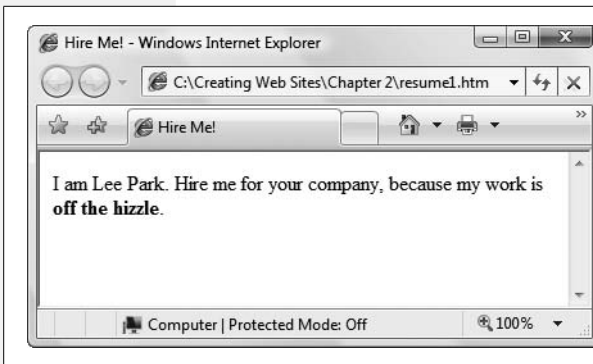 Hire Me! - Windows Internet Explorer
C:\Creating Web Sites\Chapter 2\resume1.htm
Hire Me!
I am Lee Park. Hire me for your company, because my work is
off the hizzle.
Computer | Protected Mode: Off 100%